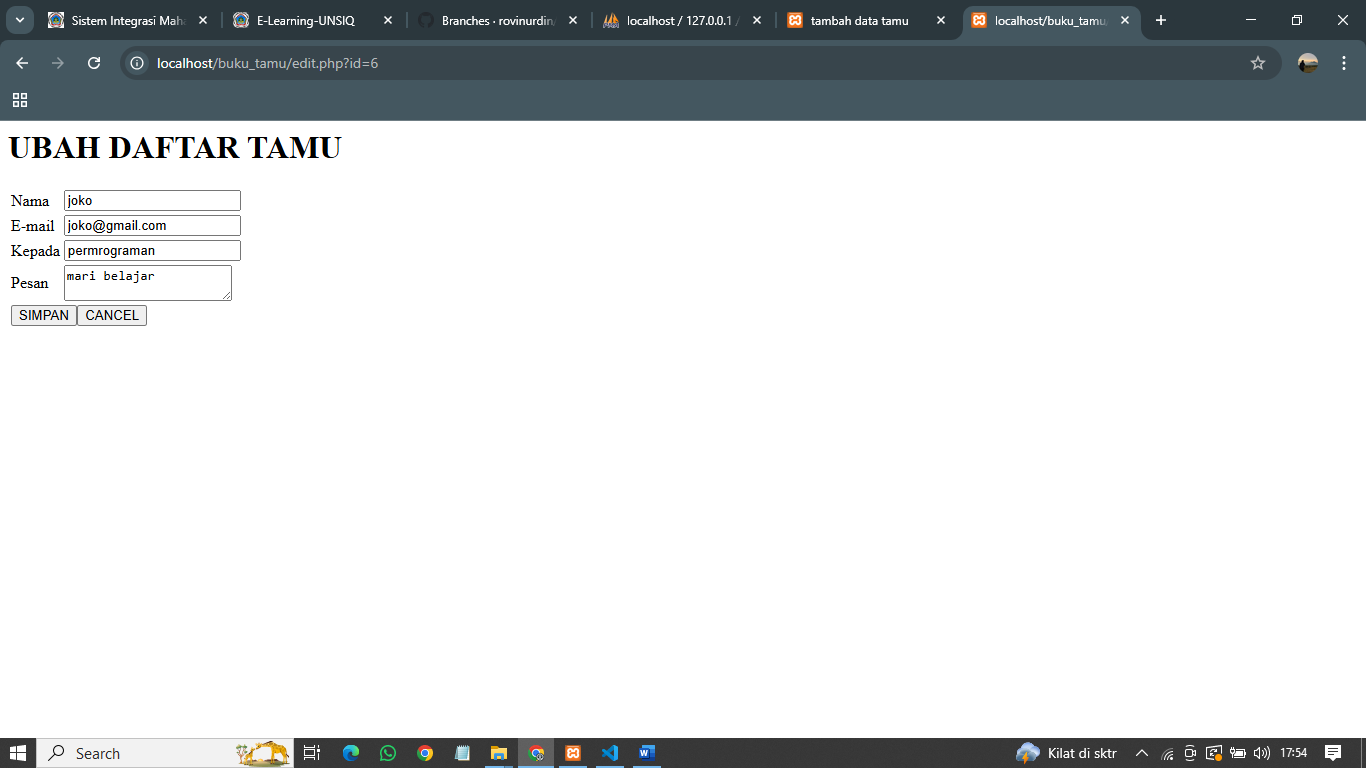 Sistem Integrasi Mah
E-Learning-UNSIQ
Branches · rovinurdin/
localhost / 127.0.0.1 /
tambah data tamu
localhost/buku_tamu
localhost/buku_tamu/edit.php?id=6
UBAH DAFTAR TAMU
Nama joko
E-mail joko@gmail.com
Kepada permrograman
Pesan mari belajar
SIMPAN CANCEL
Search
Kilat di sktr
17:54